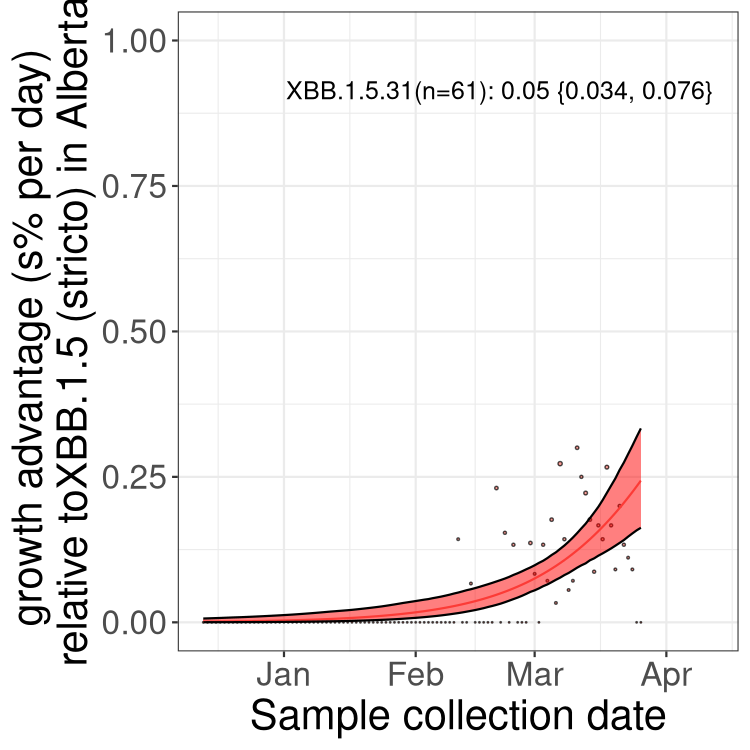 growth advantage (s% per day)
relative toXBB.1.5 (stricto) in Alberta
1.00
XBB.1.5.31(n=61): 0.05 {0.034, 0.076}
0.75
0.50
0.25
0.00
Jan Feb Mar Apr
Sample collection date